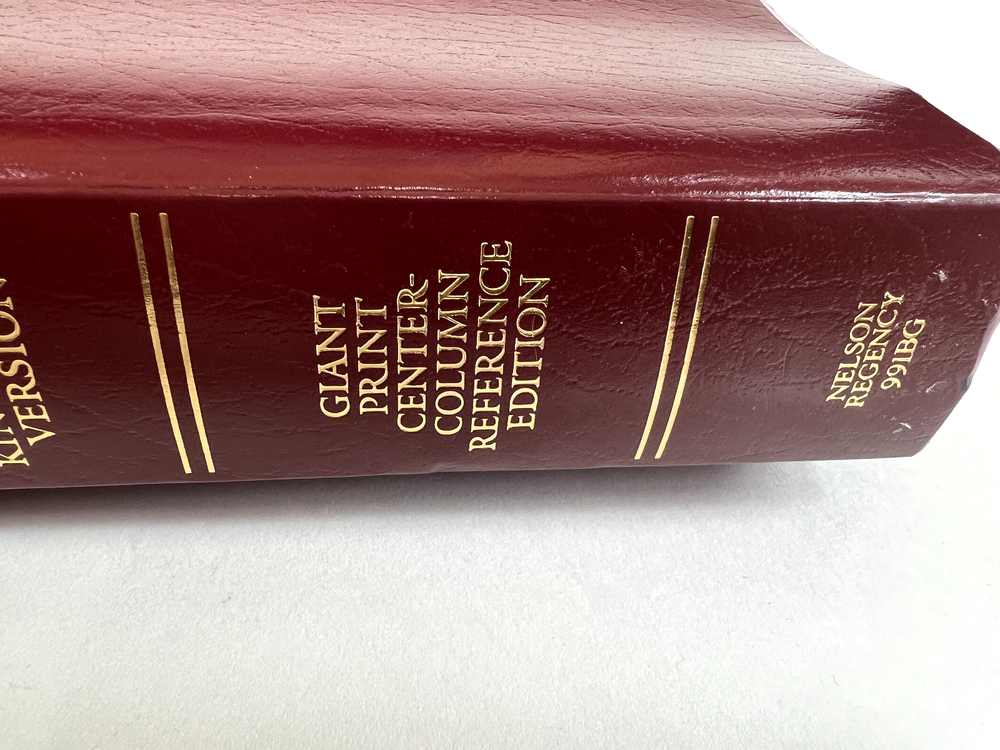 VERSION
GIANT
PRINT
CENTER-
COLUMN
REFERENCE
EDITION
NELSON
REGENCY
991BG